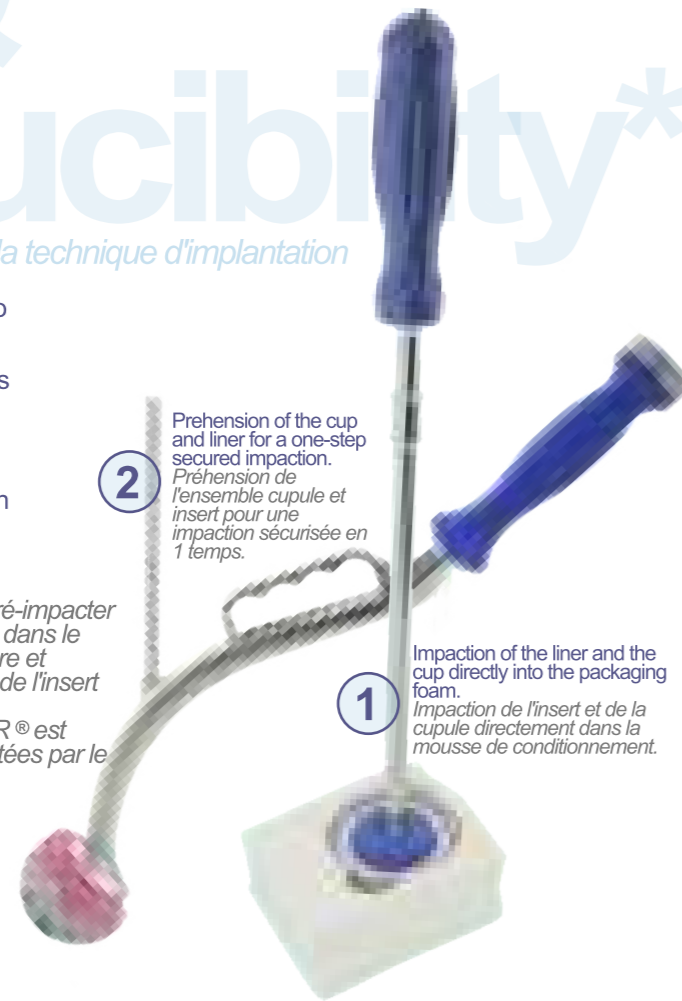 &
ucibility*
la technique d'implantation
p
s
n
ré-impacter
dans le
re et
de l'insert
R ® est
tées par le
2
Prehension of the cup
and liner for a one-step
secured impaction.
Préhension de
l'ensemble cupule et
insert pour une
impaction sécurisée en
1 temps.
1
Impaction of the liner and the
cup directly into the packaging
foam.
Impaction de l'insert et de la
cupule directement dans la
mousse de conditionnement.